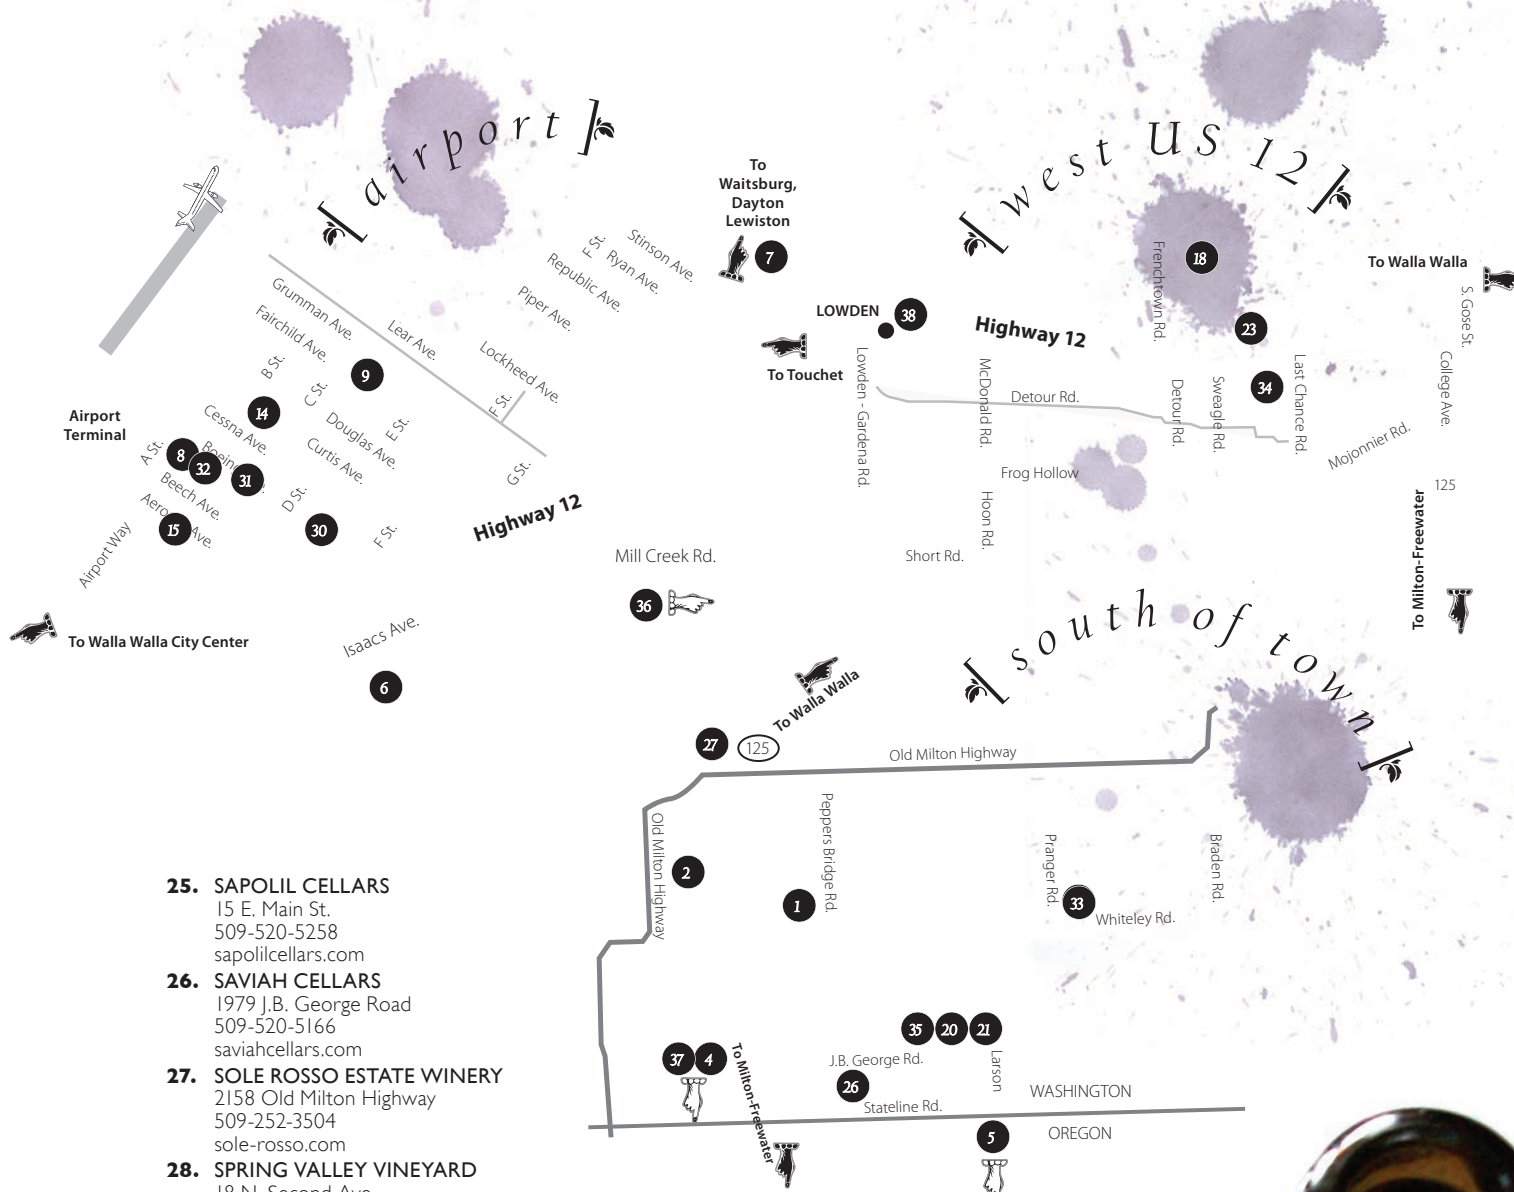 [ airport ]
Grumman Ave.
Fairchild Ave.
Lear Ave.
B St.
C St.
9
14
Airport
Terminal
Cessna Ave.
Douglas Ave.
E St.
Curtis Ave.
A St.
8
32
31
Beech Ave.
D St.
15
Ave.
30
F St.
Airport Way
To Walla Walla City Center
Isaacs Ave.
6
Stinson Ave.
F St.
Ryan Ave.
Republic Ave.
Piper Ave.
Lockheed Ave.
F St.
G St.
Highway 12
To
Waitsburg,
Dayton
Lewiston
7
Mill Creek Rd.
36
[ west US 12 ]
LOWDEN
38
Highway 12
To Touchet
Lowden - Gardena Rd.
McDonald Rd.
Detour Rd.
Frenchtown Rd.
18
23
34
Detour Rd.
Sweagle Rd.
Last Chance Rd.
To Walla Walla
S. Gose St.
College Ave.
Mojonnier Rd.
125
To Milton-Freewater
Frog Hollow
Hoon Rd.
Short Rd.
[ south of town ]
To Walla Walla
27
125
Old Milton Highway
Old Milton Highway
2
Peppers Bridge Rd.
1
Pranger Rd.
33
Whiteley Rd.
Braden Rd.
35
20
21
37
4
To Milton-Freewater
J.B. George Rd.
26
Larson
Stateline Rd.
WASHINGTON
OREGON
5
25. SAPOLIL CELLARS
15 E. Main St.
509-520-5258
sapolilcellars.com
26. SAVIAH CELLARS
1979 J.B. George Road
509-520-5166
saviahcellars.com
27. SOLE ROSSO ESTATE WINERY
2158 Old Milton Highway
509-252-3504
sole-rosso.com
28. SPRING VALLEY VINEYARD
18 N. Second Ave.